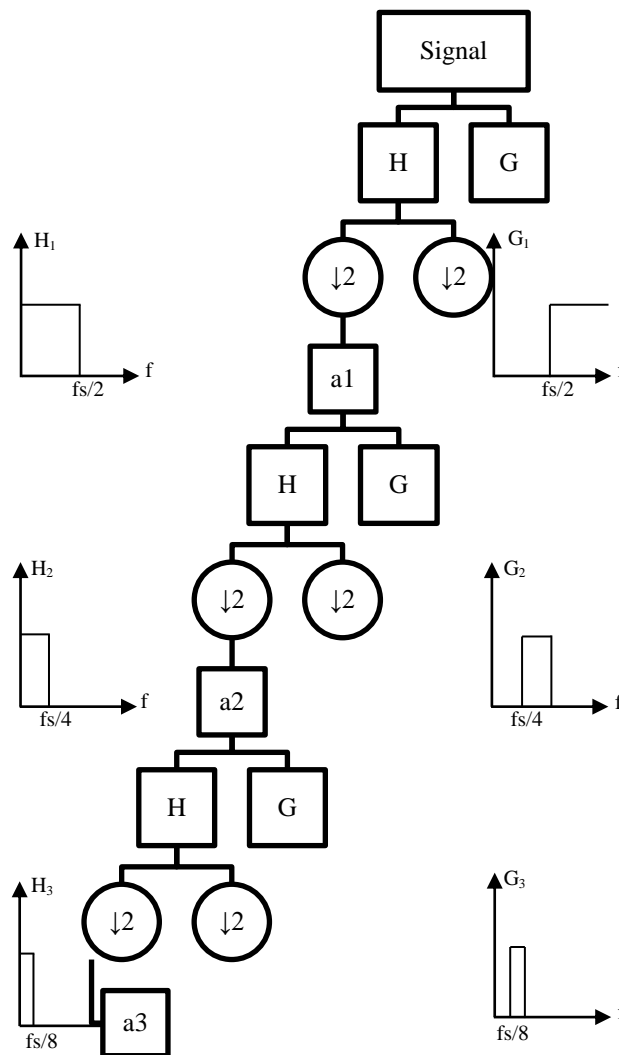 Signal
H G
H₁ ↓2 ↓2 G₁
fs/2 f a1 fs/2
H G
H₂ ↓2 ↓2 G₂
fs/4 f a2 fs/4 f
H G
H₃ ↓2 ↓2 G₃
fs/8 a3 fs/8